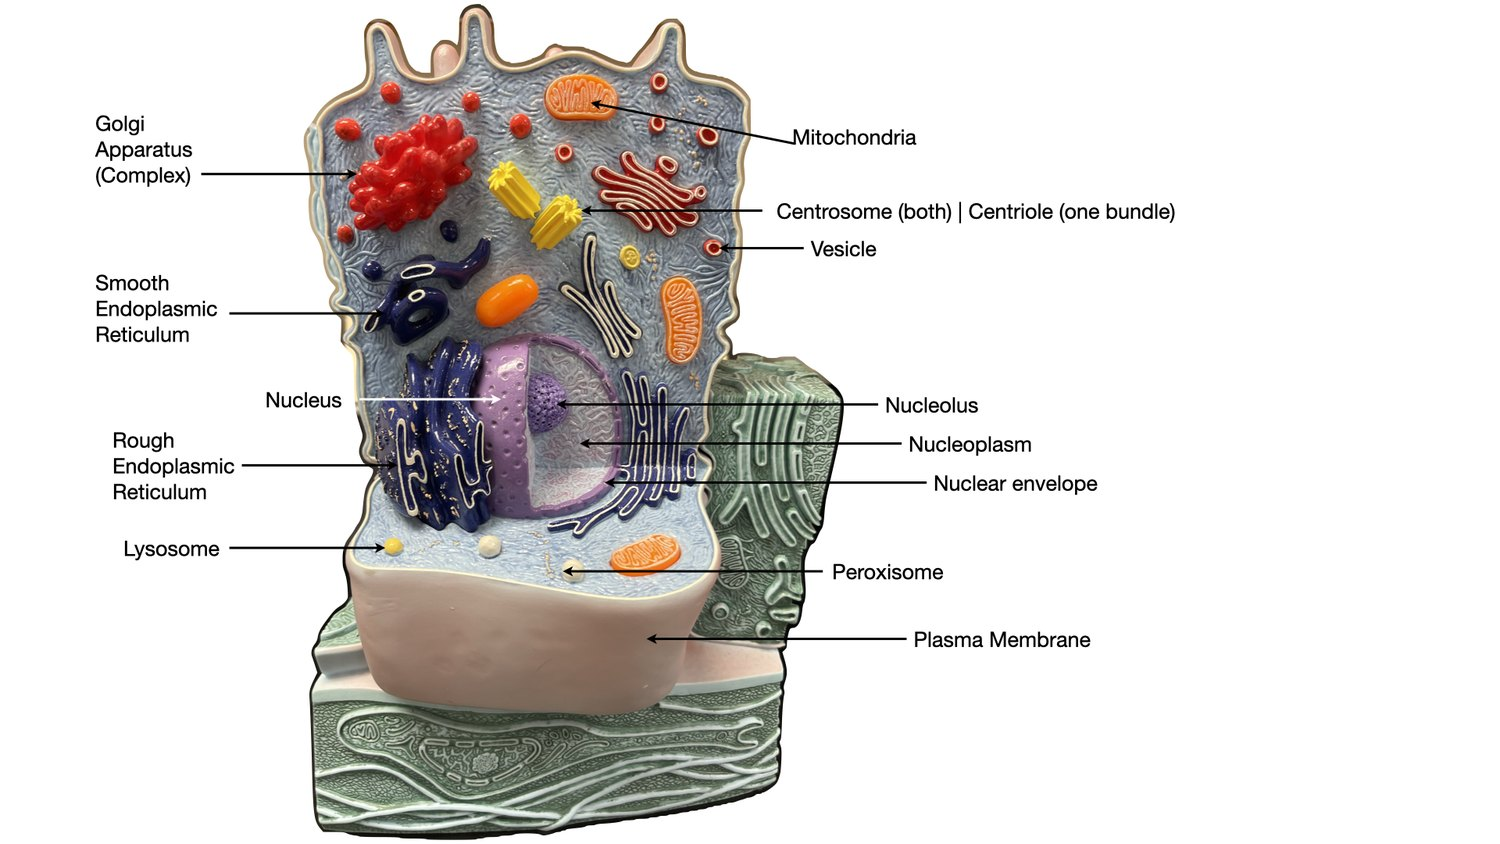 Golgi
Apparatus
(Complex)
Smooth
Endoplasmic
Reticulum
Nucleus
Rough
Endoplasmic
Reticulum
Lysosome
Mitochondria
Centrosome (both) | Centriole (one bundle)
Vesicle
Nucleolus
Nucleoplasm
Nuclear envelope
Peroxisome
Plasma Membrane